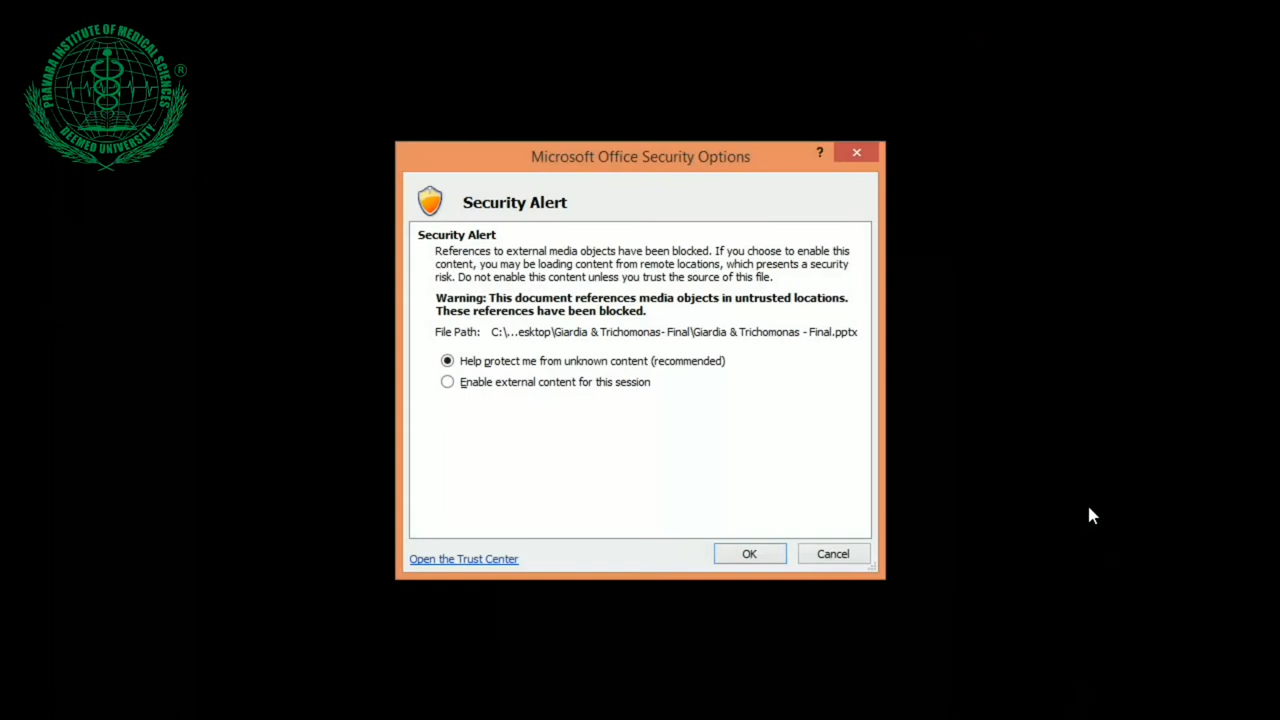 PRAVARA INSTITUTE OF MEDICAL SCIENCES
®
DEEMED UNIVERSITY
Microsoft Office Security Options
?
Security Alert
Security Alert
References to external media objects have been blocked. If you choose to enable this
content, you may be loading content from remote locations, which presents a security
risk. Do not enable this content unless you trust the source of this file.
Warning: This document references media objects in untrusted locations.
These references have been blocked.
File Path: C:\...esktop\Giardia & Trichomonas- Final\Giardia & Trichomonas - Final.pptx
Help protect me from unknown content (recommended)
Enable external content for this session
Open the Trust Center
OK
Cancel